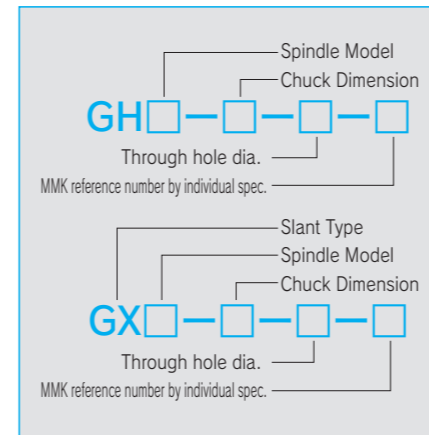 Spindle Model
Chuck Dimension
GH□-□-□-□
Through hole dia.
MMK reference number by individual spec.
Slant Type
Spindle Model
Chuck Dimension
GX□-□-□-□
Through hole dia.
MMK reference number by individual spec.